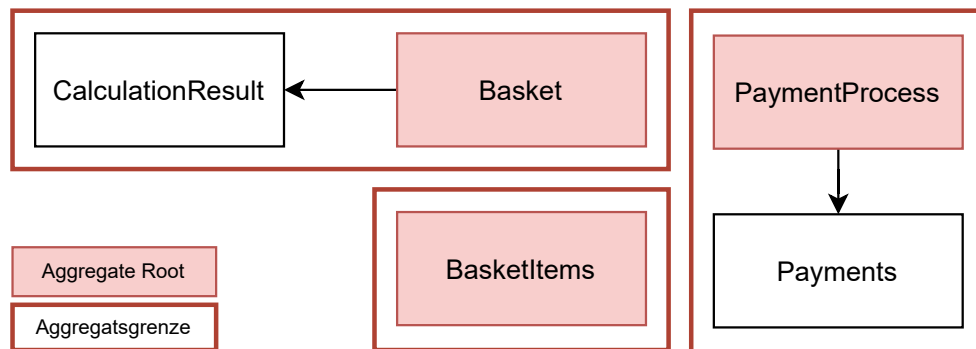 CalculationResult
Basket
PaymentProcess
BasketItems
Payments
Aggregate Root
Aggregatsgrenze